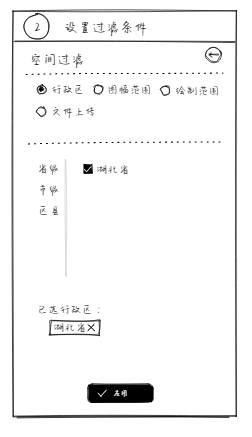 2 设置过滤条件
空间过滤
行政区 图幅范围 绘制范围
文件上传
省级 湖北省
市级
区县
已选行政区：
湖北省X
应用